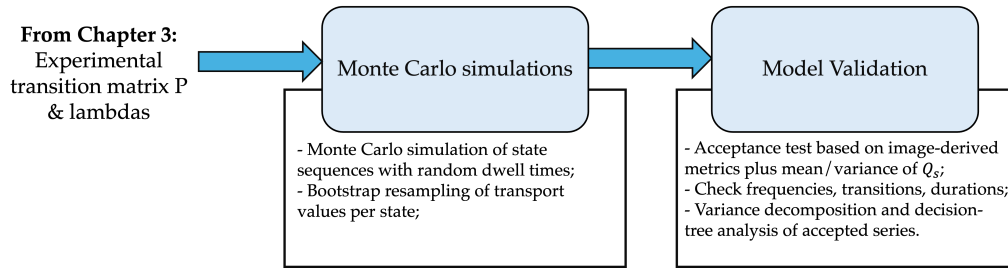 From Chapter 3:
Experimental
transition matrix P
& lambdas
Monte Carlo simulations
- Monte Carlo simulation of state
sequences with random dwell times;
- Bootstrap resampling of transport
values per state;
Model Validation
- Acceptance test based on image-derived
metrics plus mean/variance of Qₛ;
- Check frequencies, transitions, durations;
- Variance decomposition and decision-
tree analysis of accepted series.